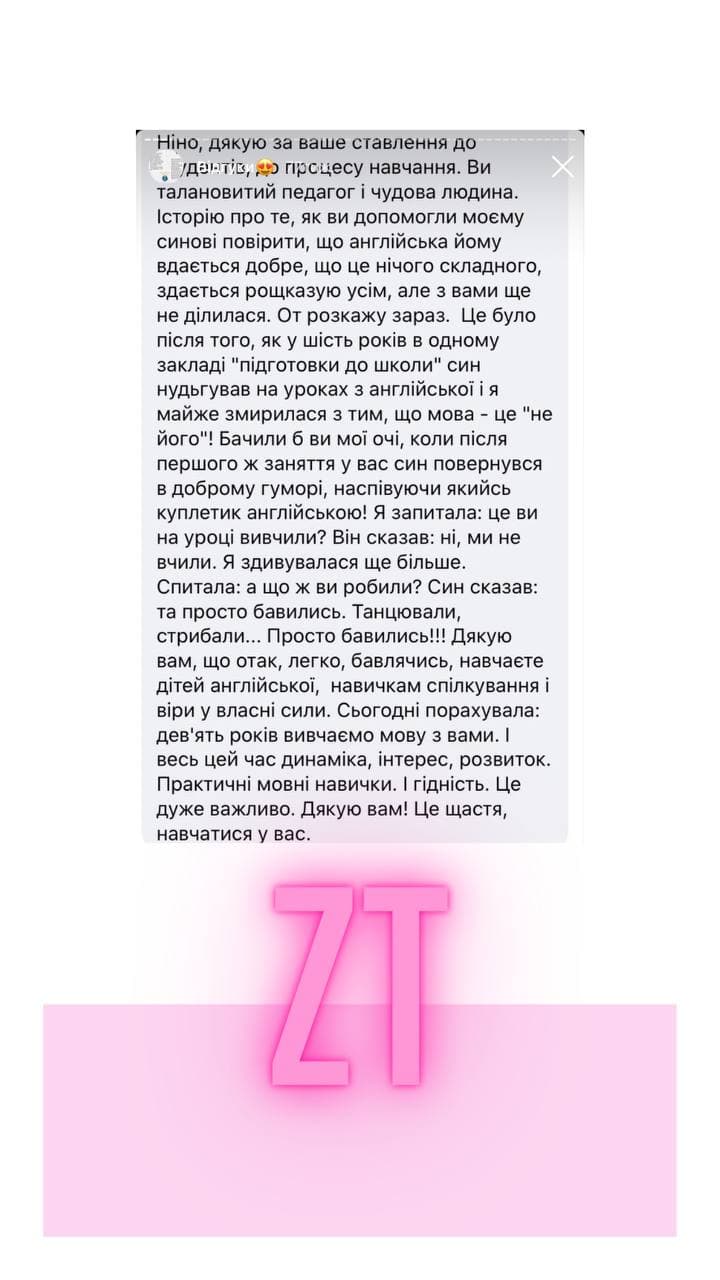 Ніно, дякую за ваше ставлення до
процесу навчання. Ви
талановитий педагог і чудова людина.
Історію про те, як ви допомогли моєму
синові повірити, що англійська йому
вдається добре, що це нічого складного,
здається рощказую усім, але з вами ще
не ділилася. От розкажу зараз.  Це було
після того, як у шість років в одному
закладі "підготовки до школи" син
нудьгував на уроках з англійської і я
майже змирилася з тим, що мова - це "не
його"! Бачили б ви мої очі, коли після
першого ж заняття у вас син повернувся
в доброму гуморі, наспівуючи якийсь
куплетик англійською! Я запитала: це ви
на уроці вивчили? Він сказав: ні, ми не
вчили. Я здивувалася ще більше.
Спитала: а що ж ви робили? Син сказав:
та просто бавились. Танцювали,
стрибали... Просто бавились!!! Дякую
вам, що отак, легко, бавлячись, навчаєте
дітей англійської,  навичкам спілкування і
віри у власні сили. Сьогодні порахувала:
дев'ять років вивчаємо мову з вами. І
весь цей час динаміка, інтерес, розвиток.
Практичні мовні навички. І гідність. Це
дуже важливо. Дякую вам! Це щастя,
навчатися у вас.
ZT